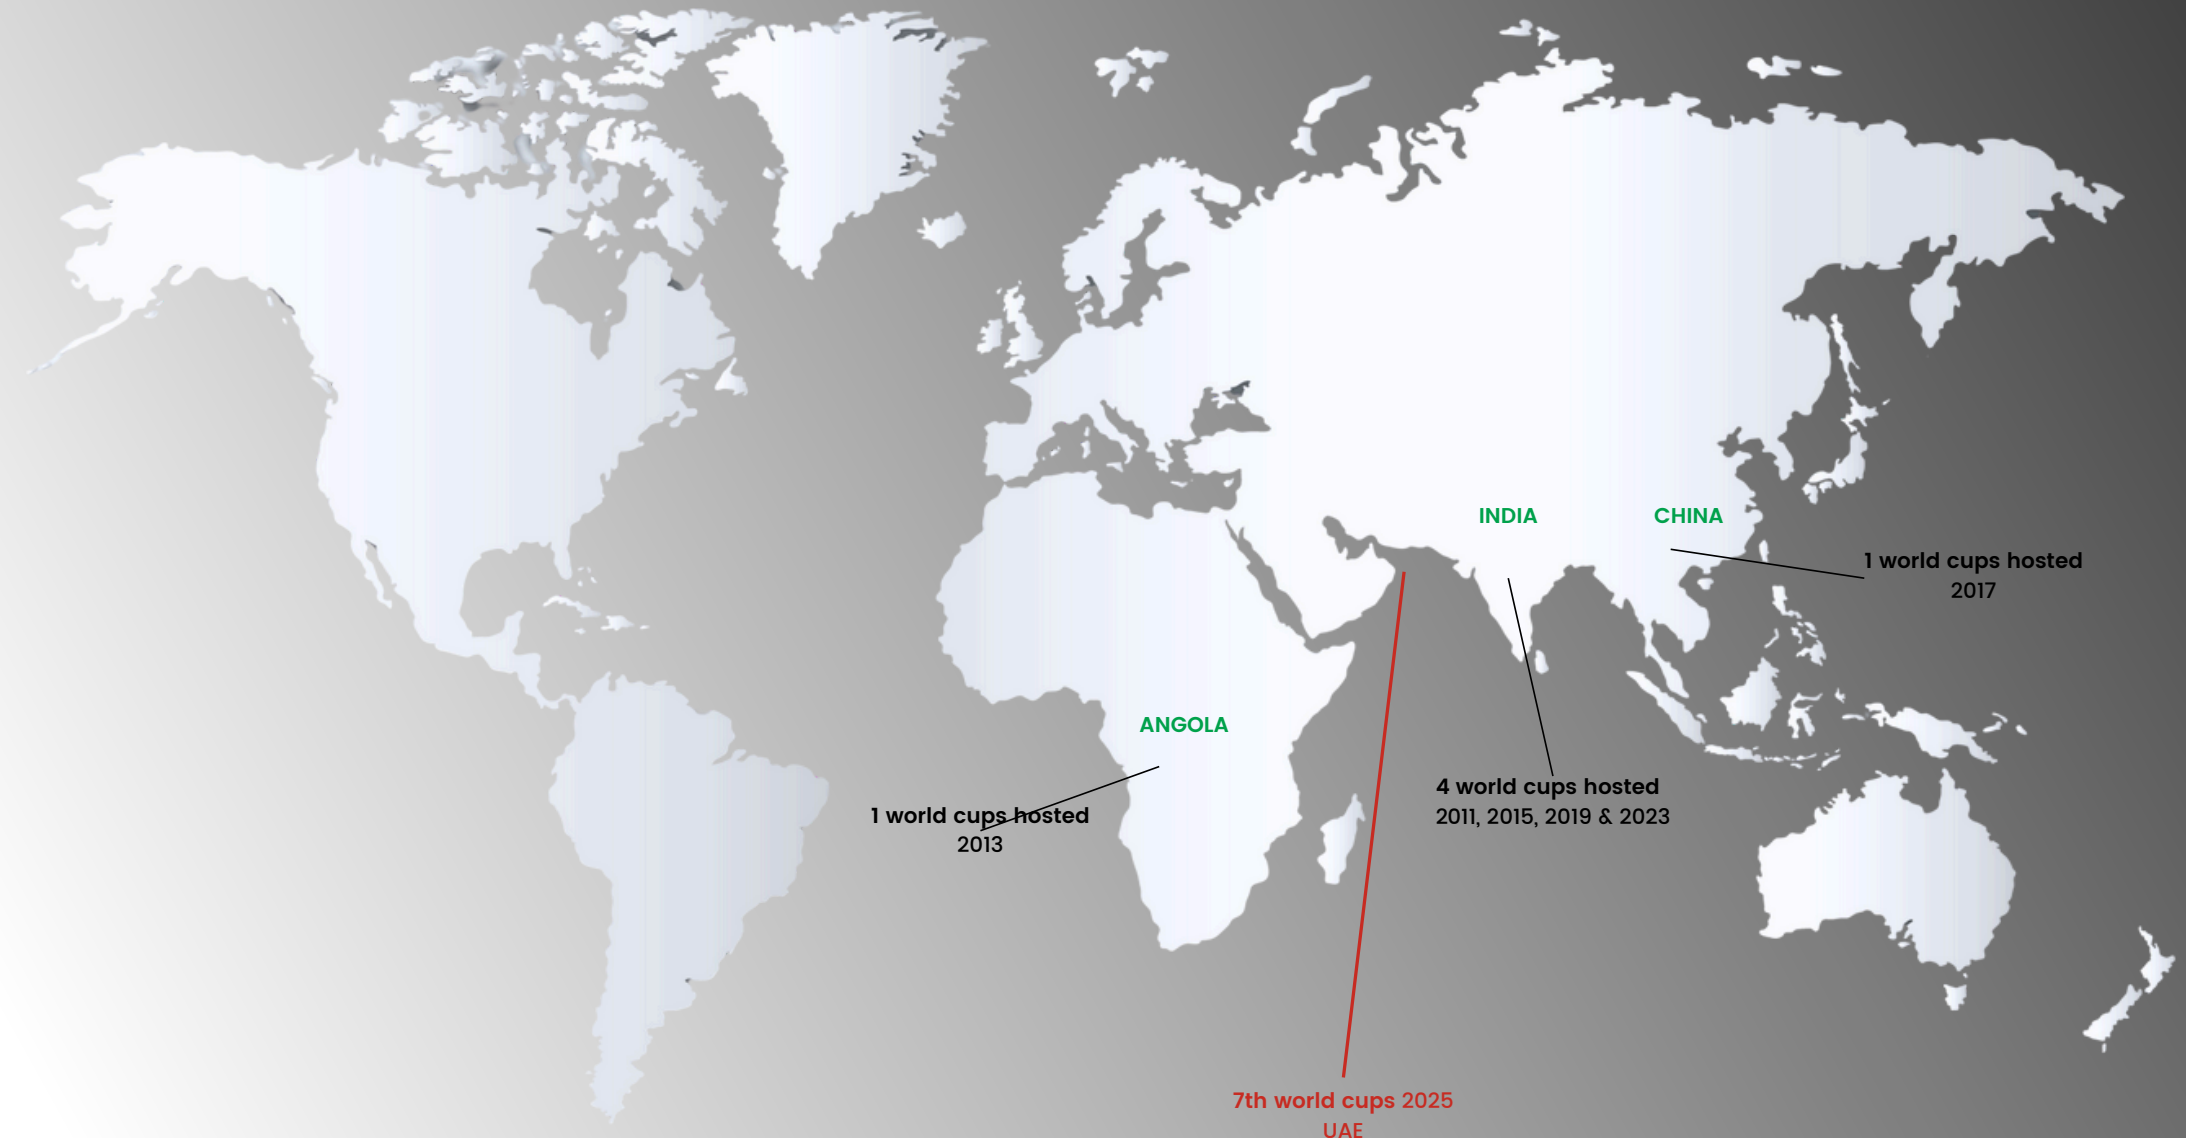 INDIA
CHINA
1 world cups hosted
2017
ANGOLA
1 world cups hosted
2013
4 world cups hosted
2011, 2015, 2019 & 2023
7th world cups 2025
UAE